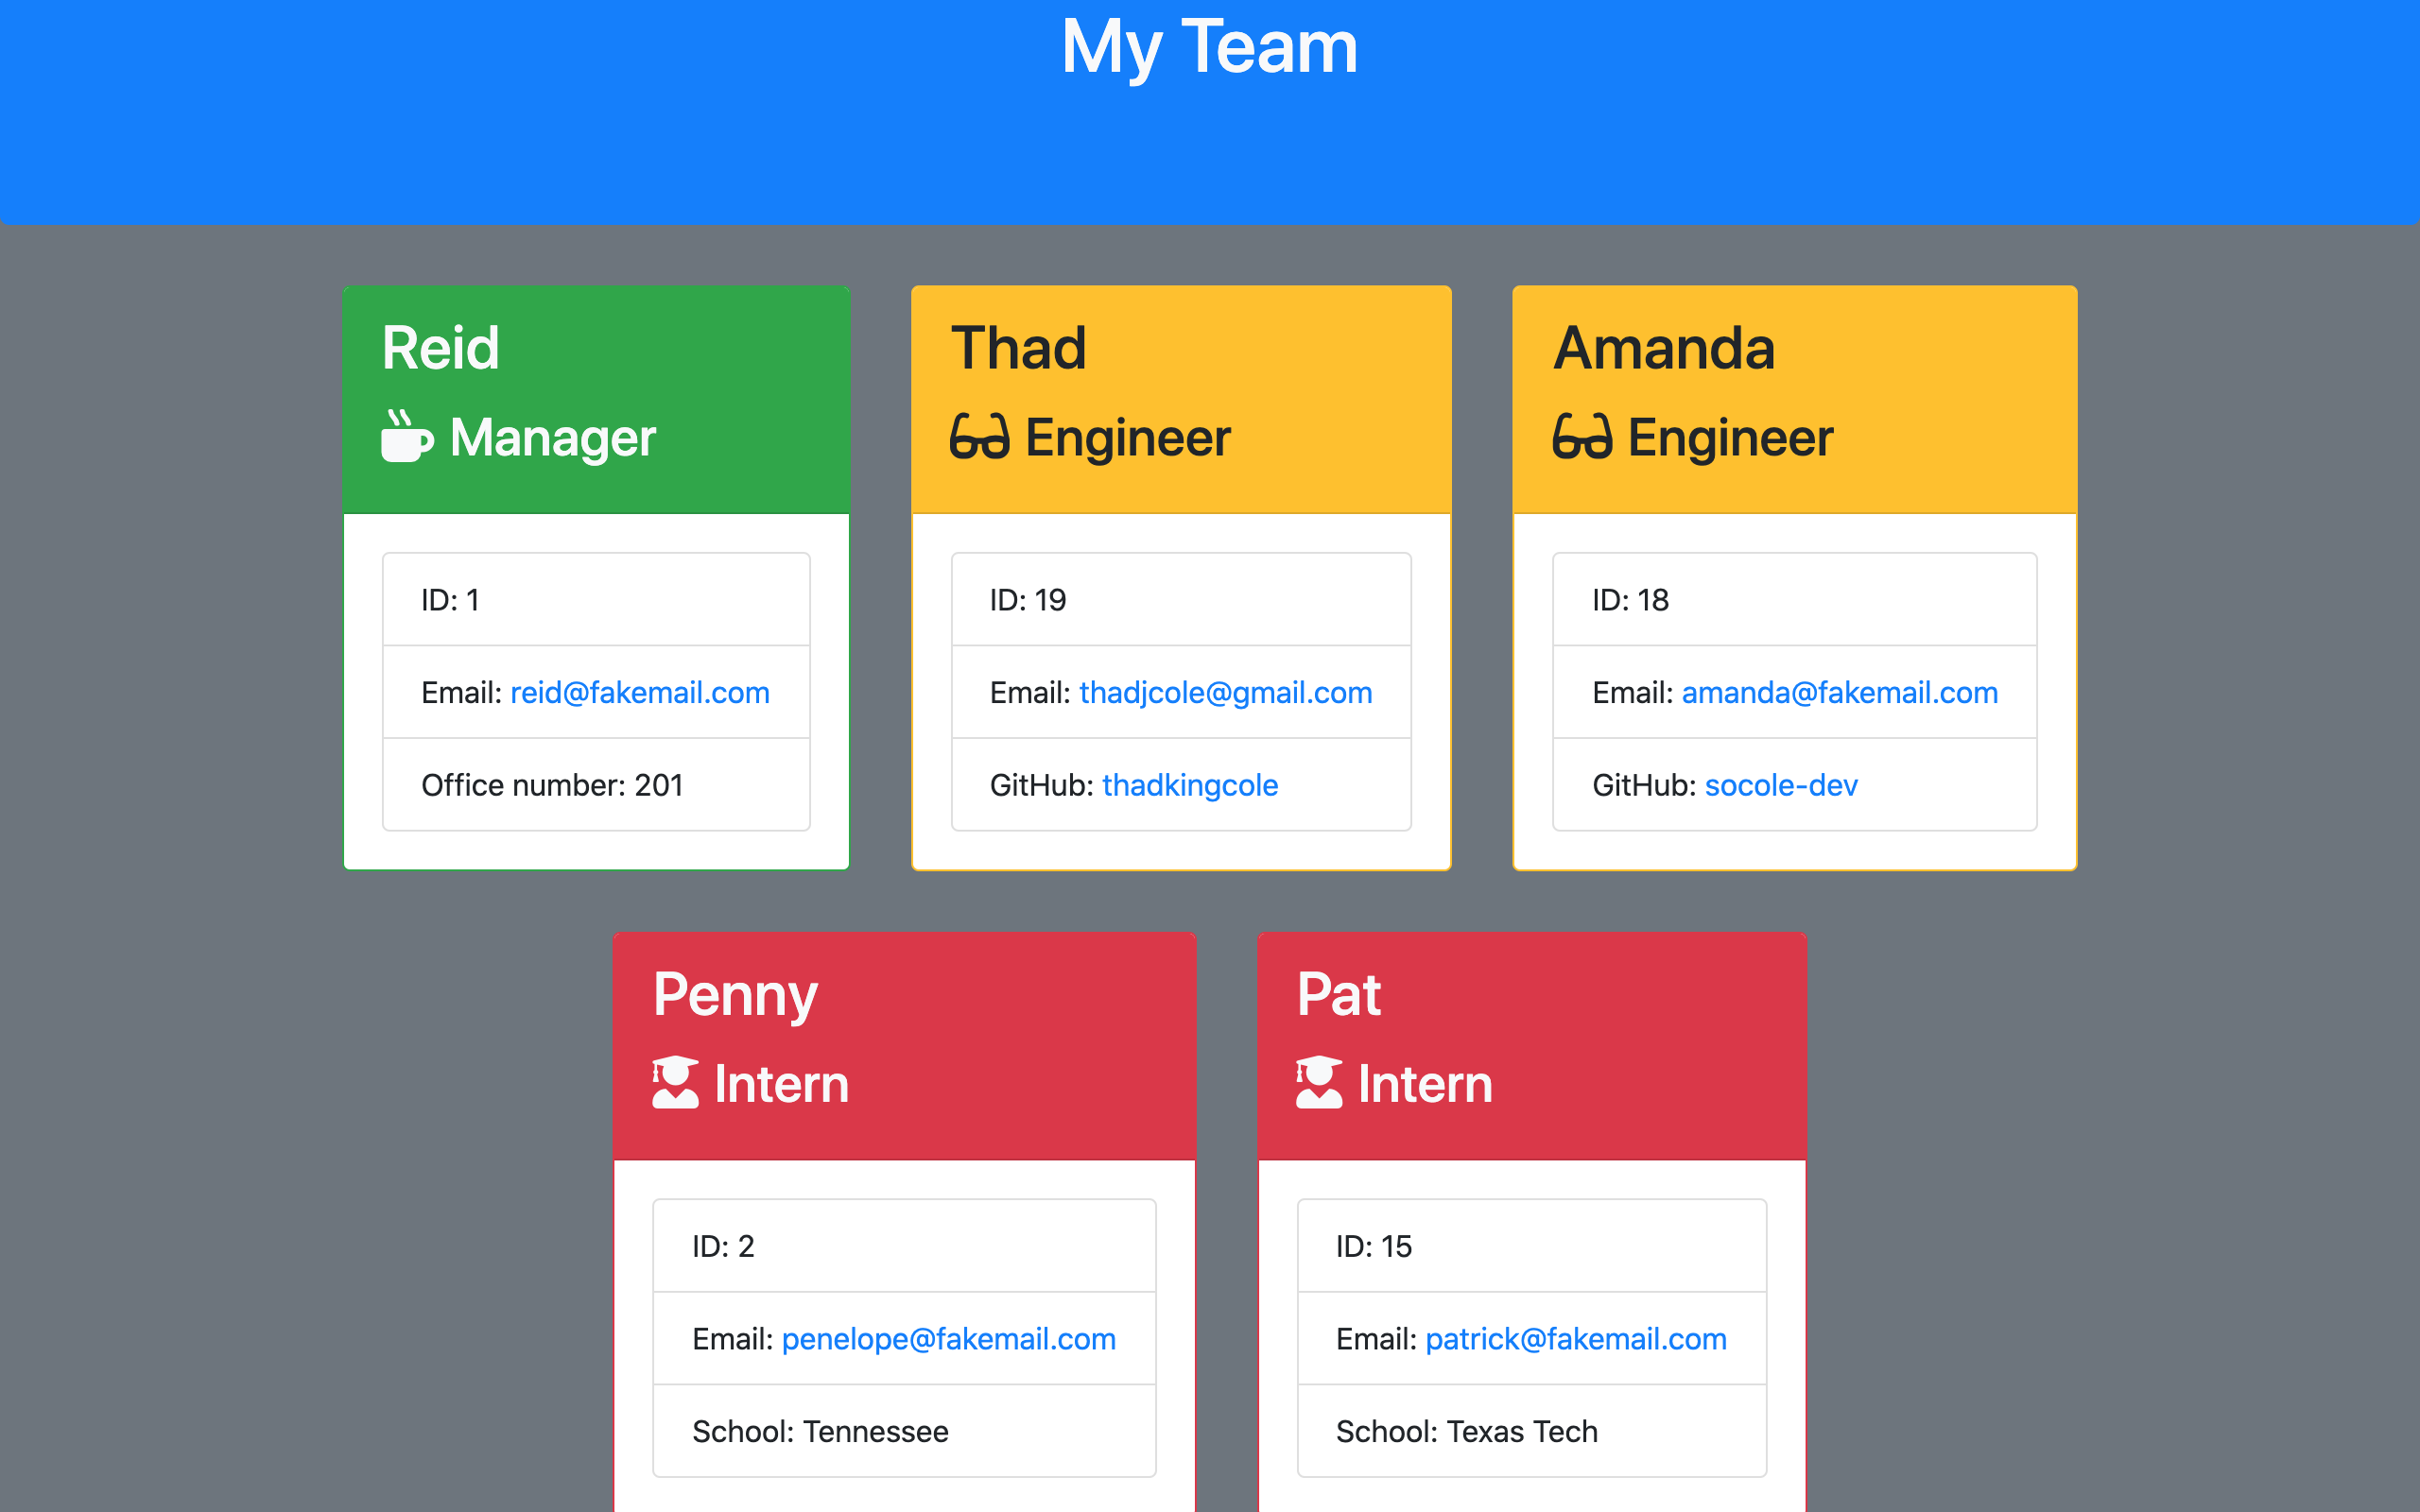 My Team
Reid
Manager
ID: 1
Email: reid@fakemail.com
Office number: 201
Thad
Engineer
ID: 19
Email: thadjcole@gmail.com
GitHub: thadkingcole
Amanda
Engineer
ID: 18
Email: amanda@fakemail.com
GitHub: socole-dev
Penny
Intern
ID: 2
Email: penelope@fakemail.com
School: Tennessee
Pat
Intern
ID: 15
Email: patrick@fakemail.com
School: Texas Tech